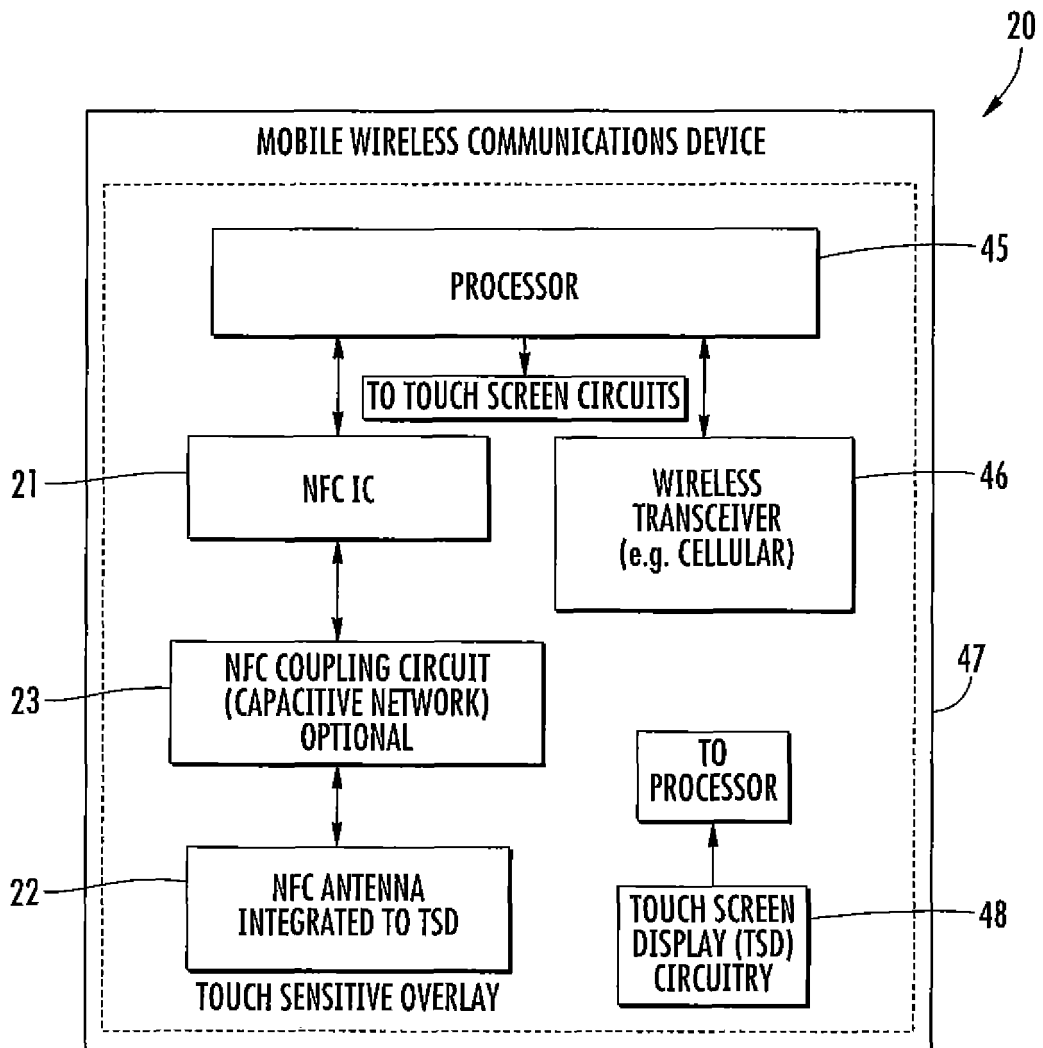 20
MOBILE WIRELESS COMMUNICATIONS DEVICE
45
PROCESSOR
TO TOUCH SCREEN CIRCUITS
21
NFC IC
WIRELESS
TRANSCEIVER
(e.g. CELLULAR)
46
23
NFC COUPLING CIRCUIT
(CAPACITIVE NETWORK)
OPTIONAL
47
TO
PROCESSOR
22
NFC ANTENNA
INTEGRATED TO TSD
TOUCH SENSITIVE OVERLAY
TOUCH SCREEN
DISPLAY (TSD)
CIRCUITRY
48